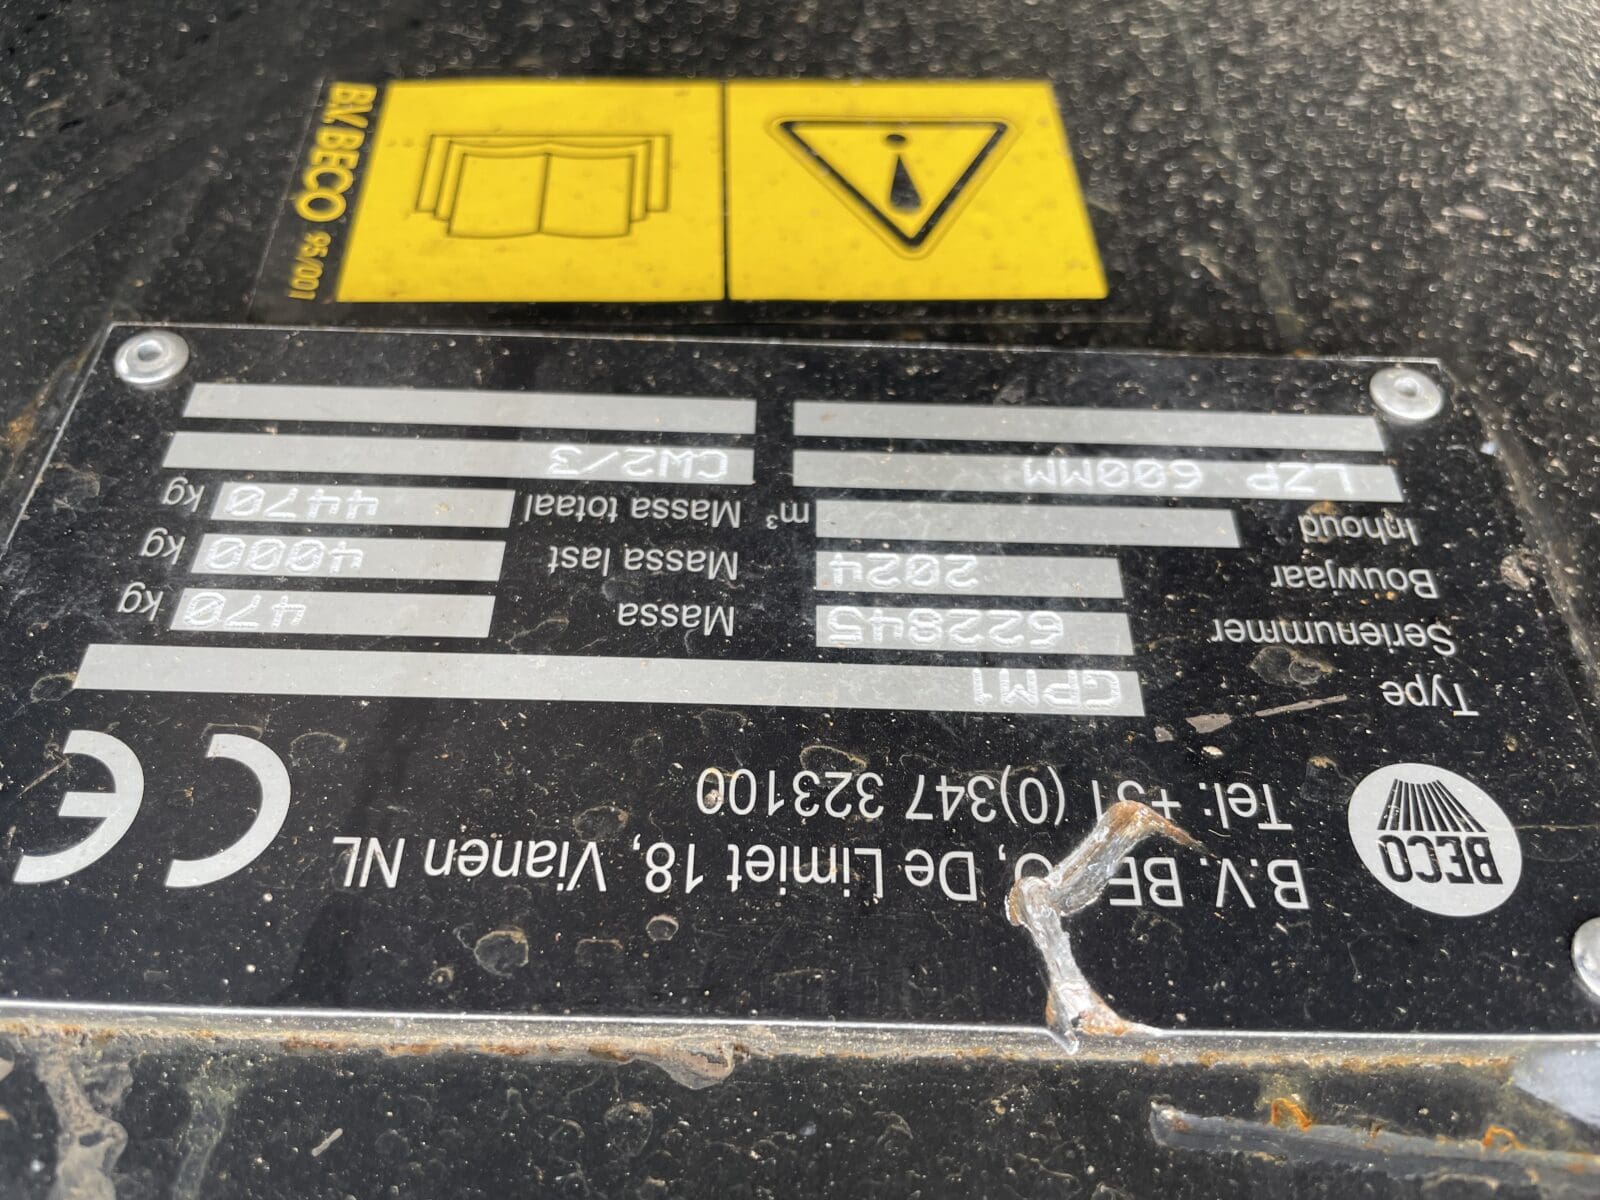 BECO
B.V. BECO, De Limiet 18, Vianen NL
Tel: +31 (0)347 323100
CE
Type GPM1
Serienummer 622845 Massa 470 kg
Bouwjaar 2024 Massa last 4000 kg
Inhoud m³ Massa totaal 4470 kg
LZP 600MM CW2/3
B.V. BECO 95/001